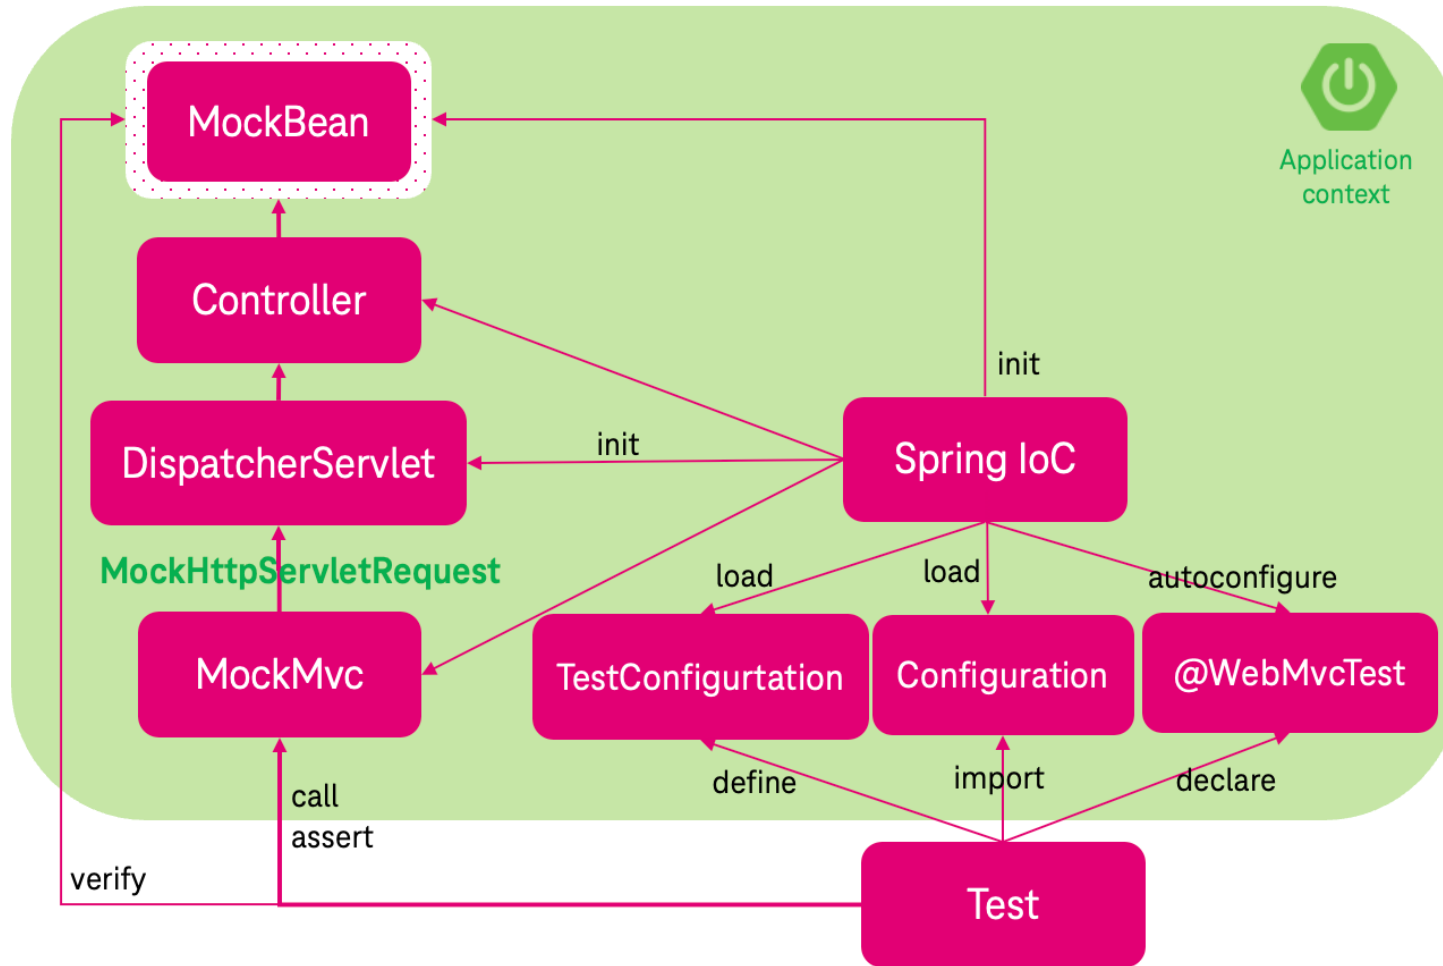 MockBean
Application
context
Controller
init
DispatcherServlet
init
Spring IoC
MockHttpServletRequest
load
load
autoconfigure
MockMvc
TestConfigurtation
Configuration
@WebMvcTest
call
assert
define
import
declare
verify
Test